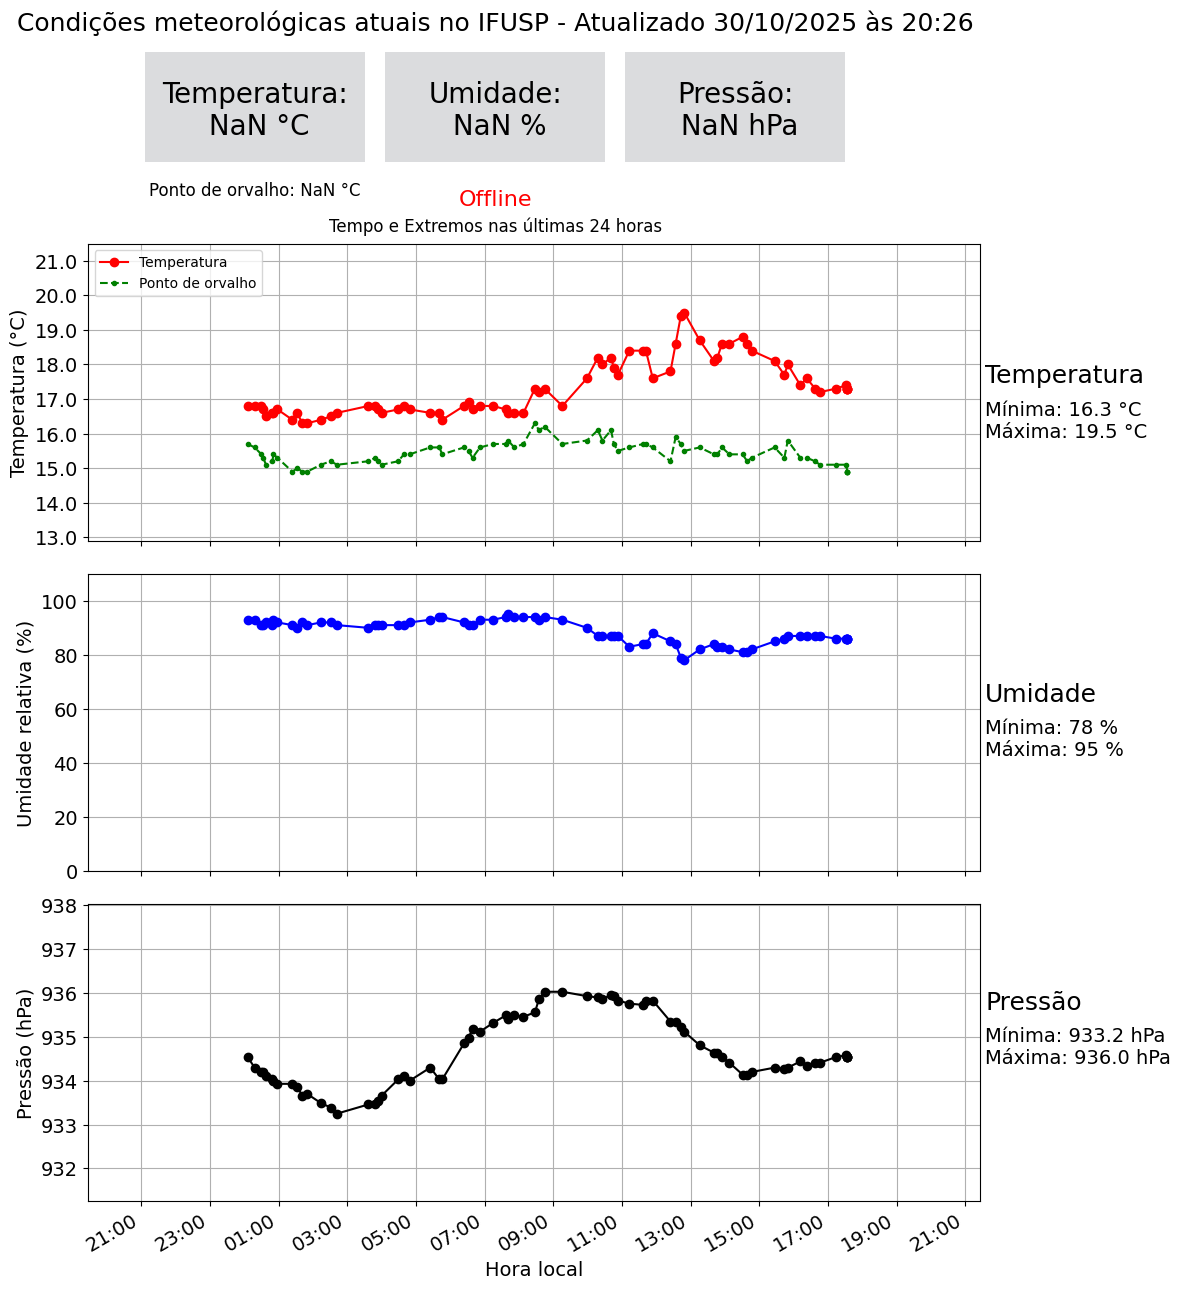 Condições meteorológicas atuais no IFUSP - Atualizado 30/10/2025 às 20:26
Temperatura:
NaN °C
Umidade:
NaN %
Pressão:
NaN hPa
Ponto de orvalho: NaN °C
Offline
Tempo e Extremos nas últimas 24 horas
Temperatura
Ponto de orvalho
Temperatura (°C)
21.0
20.0
19.0
18.0
17.0
16.0
15.0
14.0
13.0
Temperatura
Mínima: 16.3 °C
Máxima: 19.5 °C
Umidade relativa (%)
100
80
60
40
20
0
Umidade
Mínima: 78 %
Máxima: 95 %
Pressão (hPa)
938
937
936
935
934
933
932
Pressão
Mínima: 933.2 hPa
Máxima: 936.0 hPa
21:00 23:00 01:00 03:00 05:00 07:00 09:00 11:00 13:00 15:00 17:00 19:00 21:00
Hora local